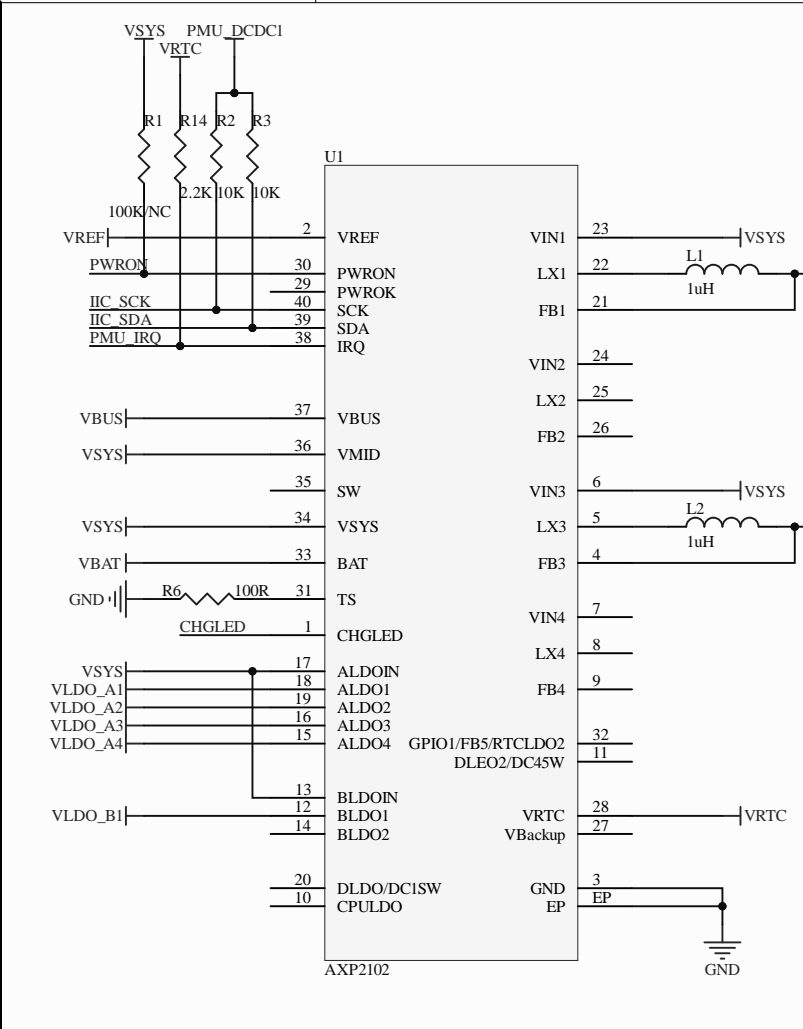 VSYS PMU_DCDC1
VRTC
R1 R14 R2 R3
2.2K 10K 10K
100K/NC
U1
VREF 2 VREF VIN1 23 VSYS
PWRON 30 PWRON LX1 22 L1 1uH
29 PWROK
IIC_SCK 40 SCK FB1 21
IIC_SDA 39 SDA
PMU_IRQ 38 IRQ
VIN2 24
LX2 25
VBUS 37 VBUS
FB2 26
VSYS 36 VMID
35 SW VIN3 6 VSYS
VSYS 34 VSYS LX3 5 L2 1uH
VBAT 33 BAT FB3 4
GND R6 100R 31 TS
VIN4 7
CHGLED 1 CHGLED
LX4 8
VSYS 17 ALDOIN
VLDO_A1 18 ALDO1 FB4 9
VLDO_A2 19 ALDO2
VLDO_A3 16 ALDO3
VLDO_A4 15 ALDO4 GPIO1/FB5/RTCLDO2 32
DLEO2/DC45W 11
13 BLDOIN
VLDO_B1 12 BLDO1 VRTC 28 VRTC
14 BLDO2 VBackup 27
20 DLDO/DC1SW GND 3
10 CPULDO EP EP
AXP2102 GND